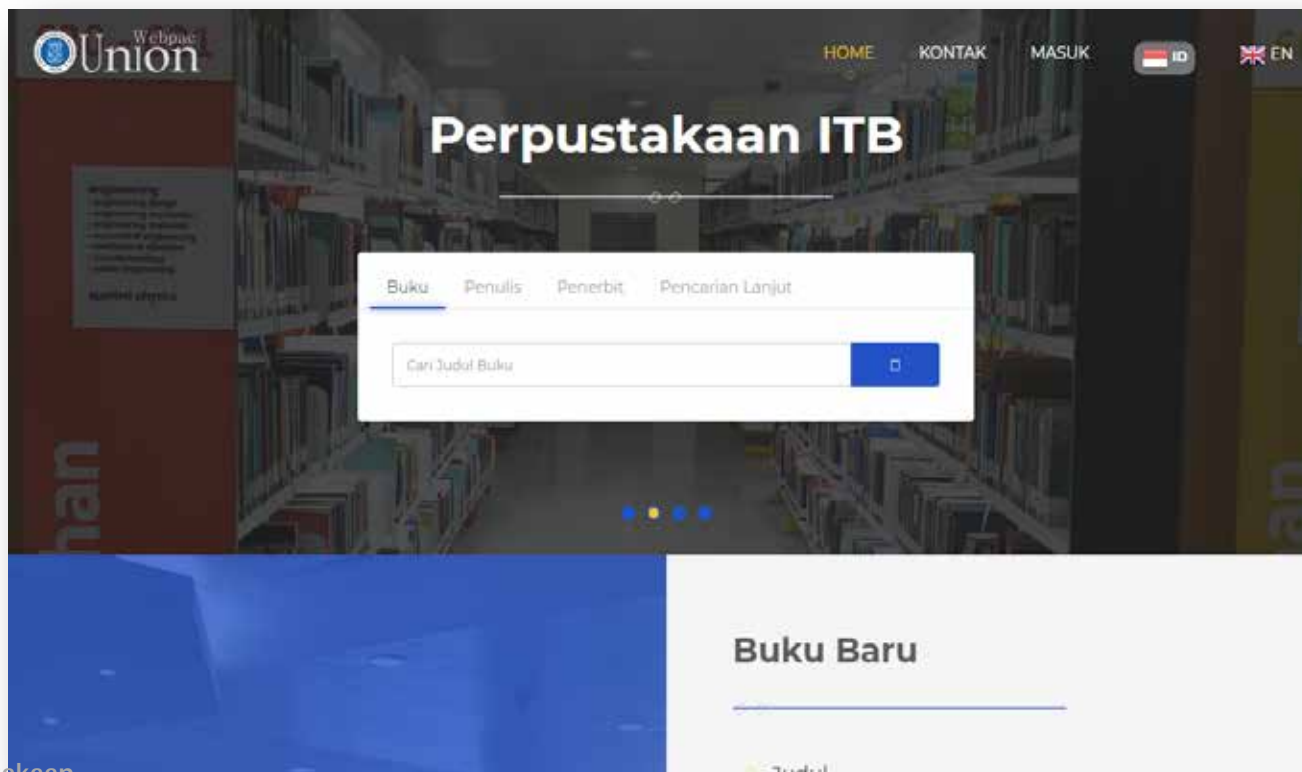 Webpac
Union
HOME KONTAK MASUK ID EN
Perpustakaan ITB
Buku Penulis Penerbit Pencarian Lanjut
Cari Judul Buku
Buku Baru
Judul